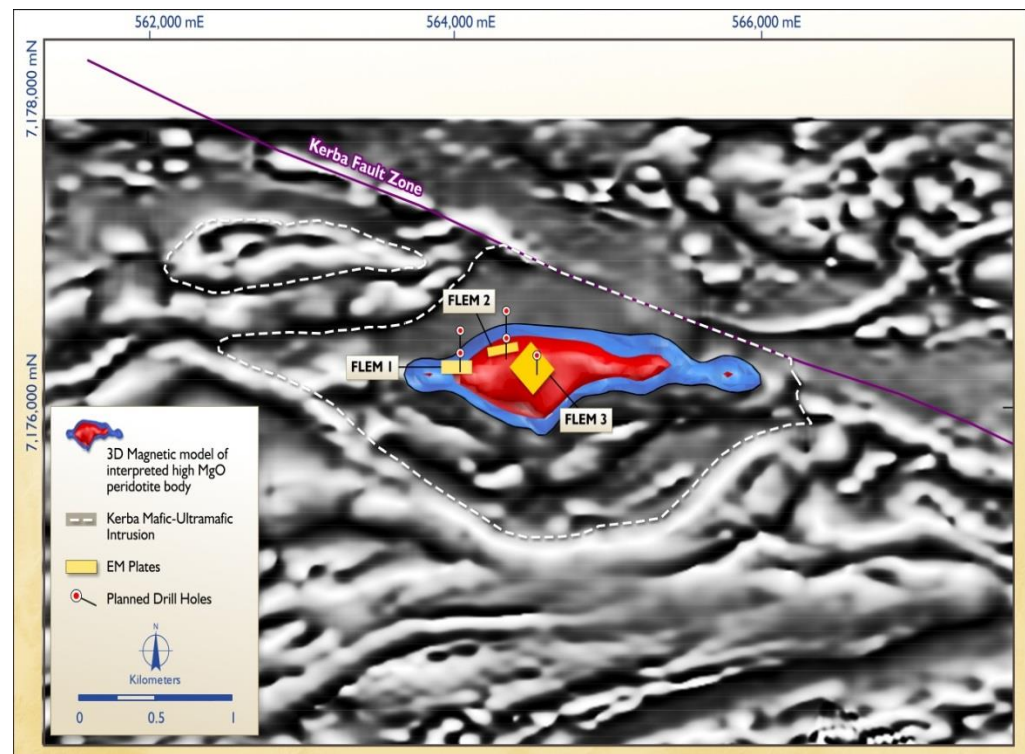 562,000 mE
564,000 mE
566,000 mE
7,178,000 mN
7,176,000 mN
Kerba Fault Zone
FLEM 2
FLEM 1
FLEM 3
3D Magnetic model of
interpreted high MgO
peridotite body
Kerba Mafic-Ultramafic
Intrusion
EM Plates
Planned Drill Holes
N
Kilometers
0 0.5 1